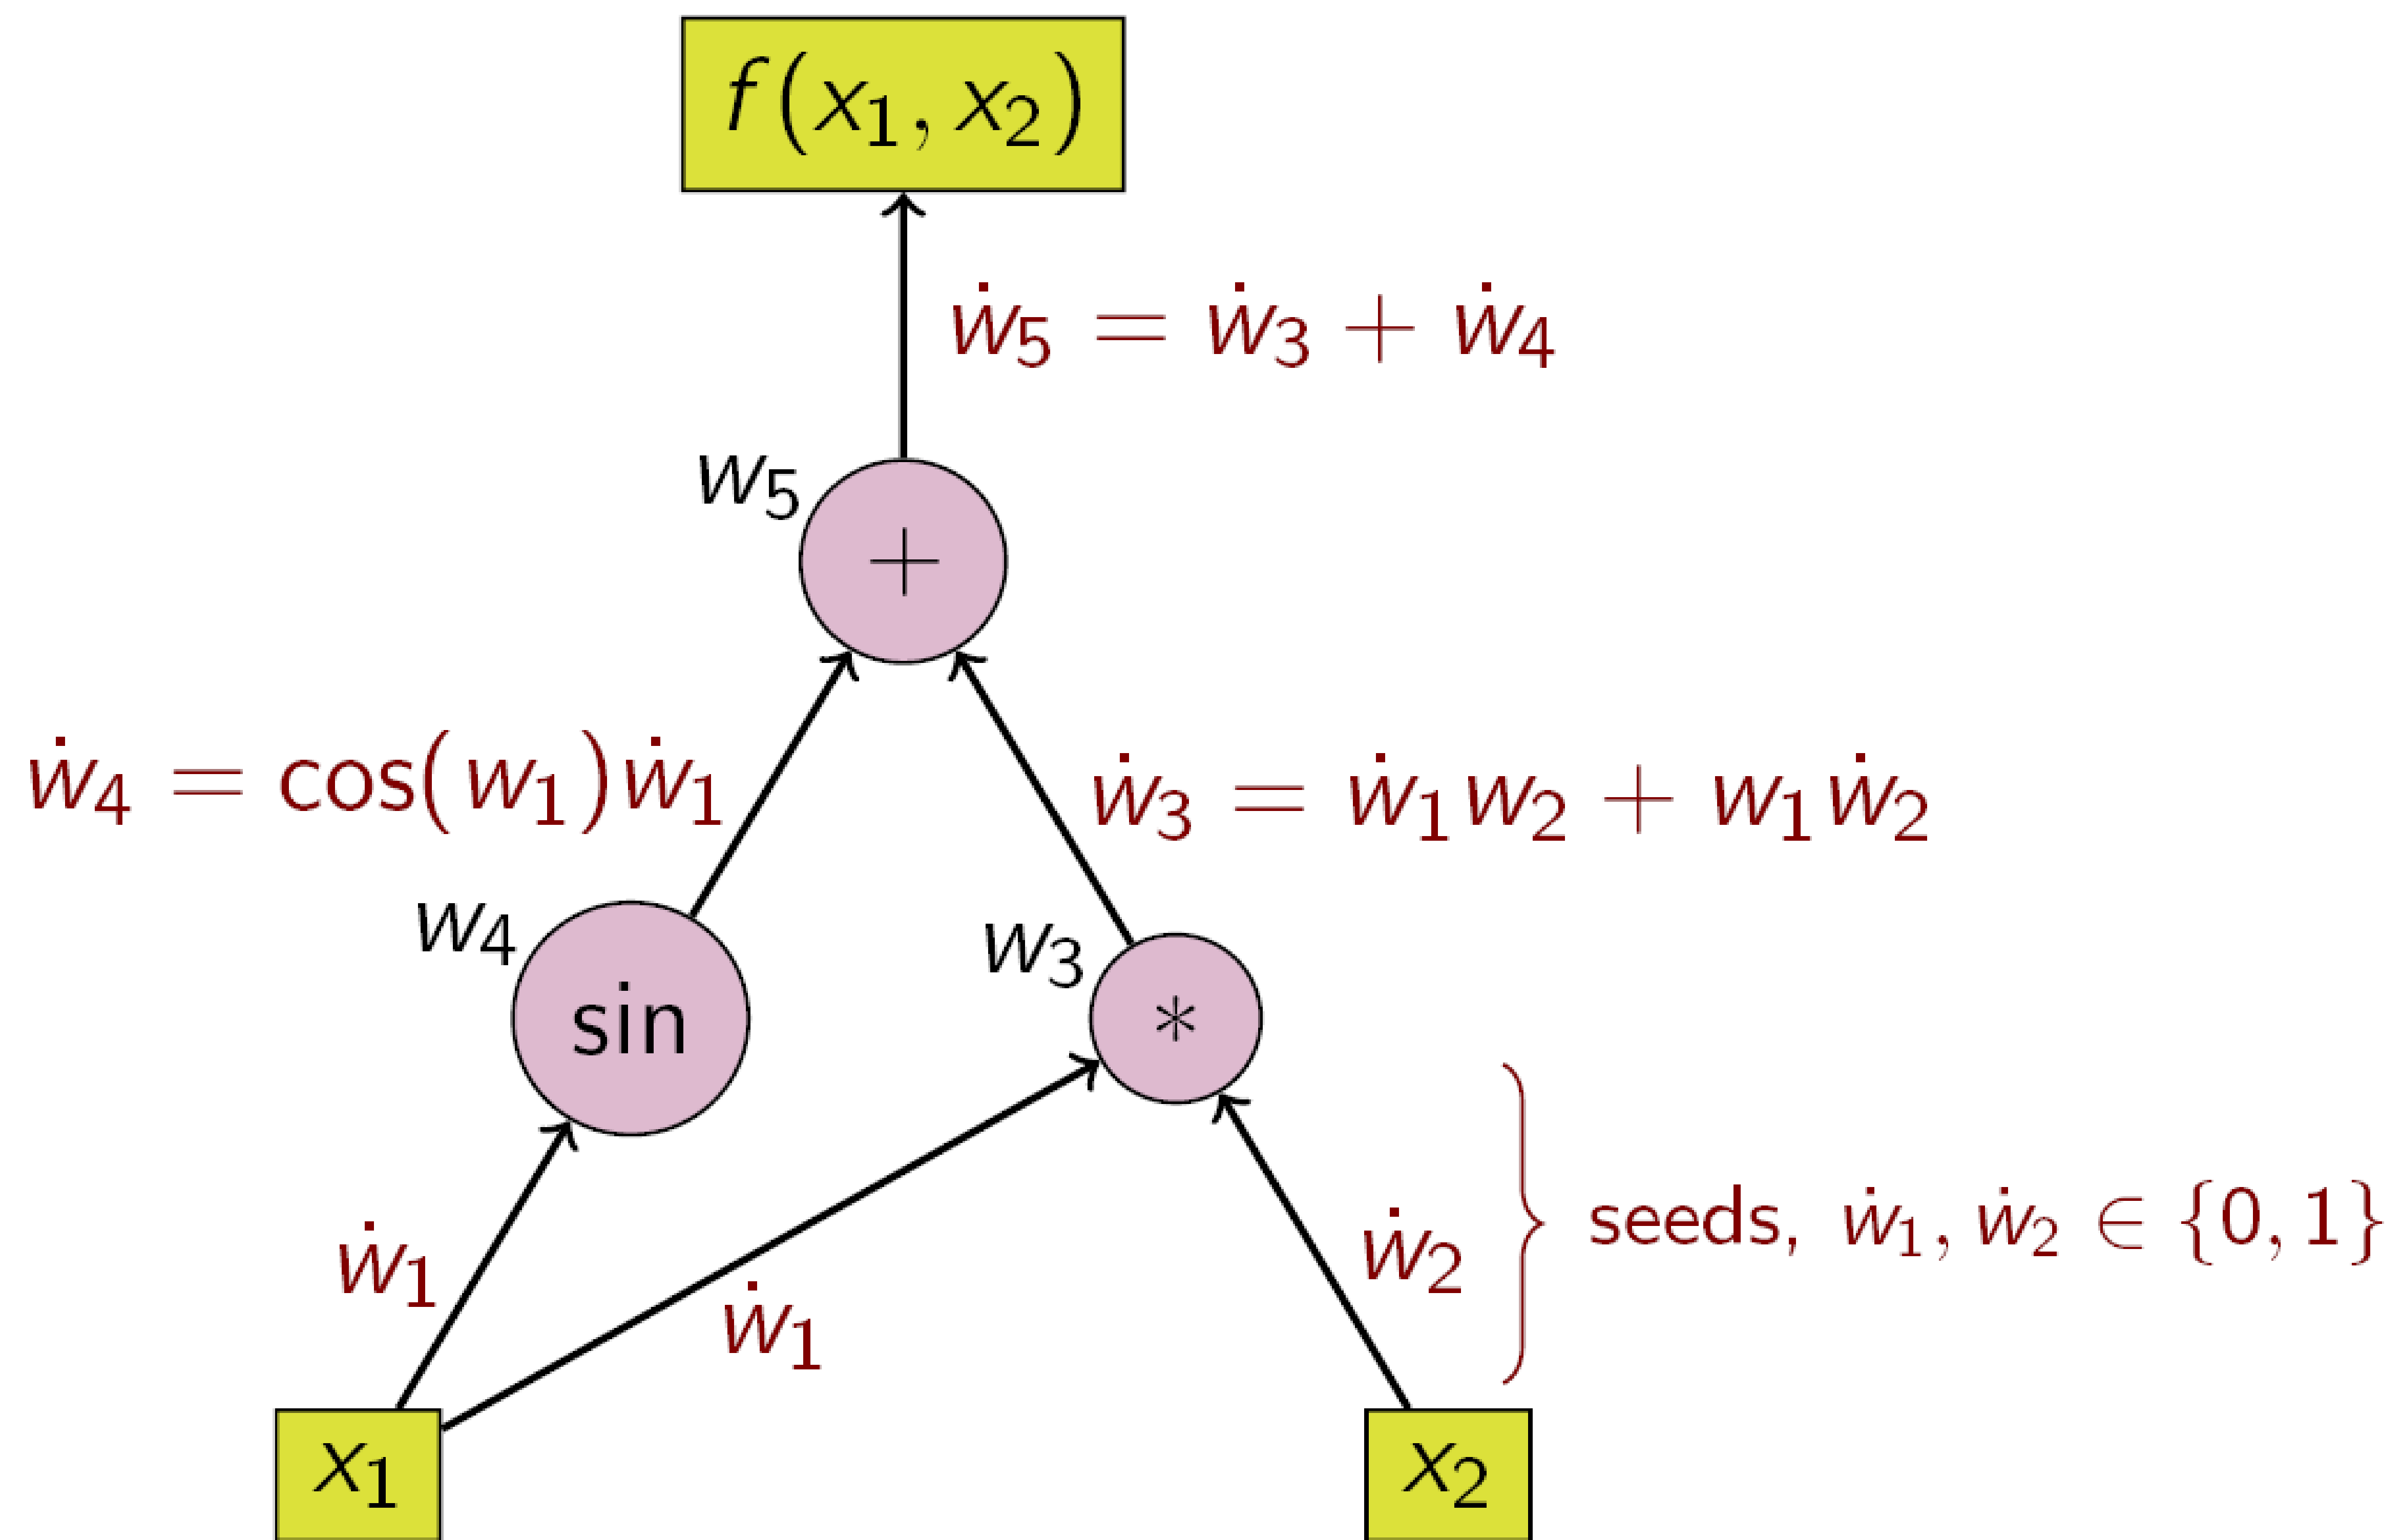 f(x₁, x₂)
ẇ₅ = ẇ₃ + ẇ₄
w₅
+
ẇ₄ = cos(w₁)ẇ₁
ẇ₃ = ẇ₁w₂ + w₁ẇ₂
w₄
sin
w₃
*
ẇ₁
ẇ₁
ẇ₂
seeds, ẇ₁, ẇ₂ ∈ {0, 1}
x₁
x₂